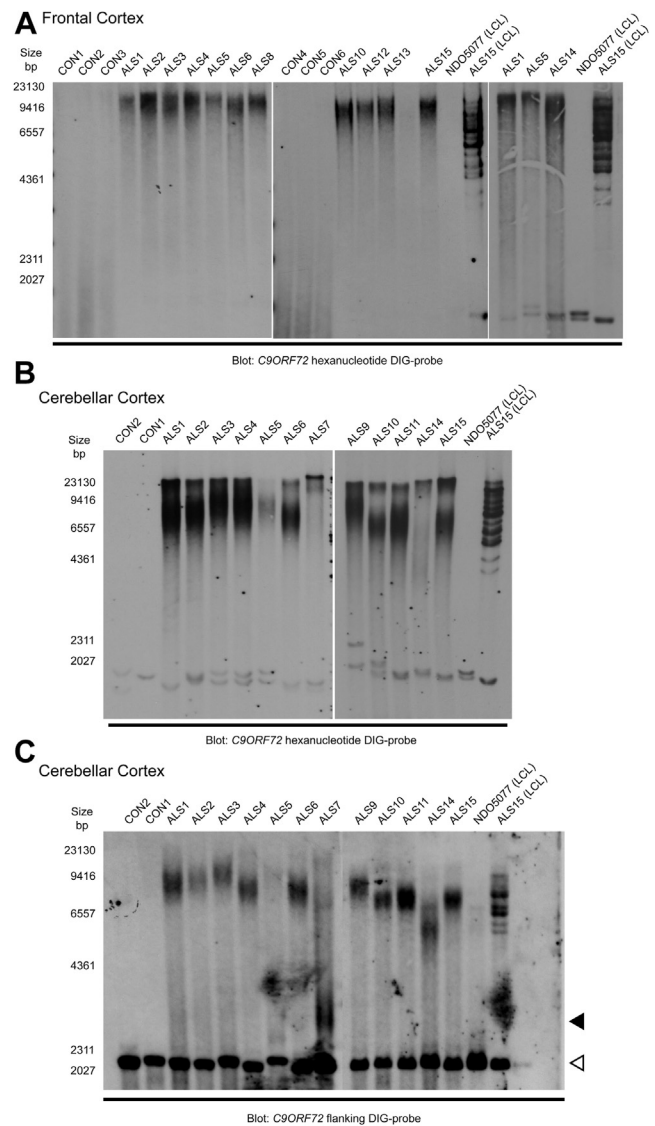 A Frontal Cortex
Size
bp
CON1 CON2 CON3 ALS1 ALS2 ALS3 ALS4 ALS5 ALS6 ALS8 CON4 CON5 CON6 ALS10 ALS12 ALS13 ALS15 NDO5077 (LCL) ALS15 (LCL) ALS1 ALS5 ALS14 NDO5077 (LCL) ALS15 (LCL)
23130
9416
6557
4361
2311
2027
Blot: C9ORF72 hexanucleotide DIG-probe
B
Cerebellar Cortex
Size
bp
CON2 CON1 ALS1 ALS2 ALS3 ALS4 ALS5 ALS6 ALS7 ALS9 ALS10 ALS11 ALS14 ALS15 NDO5077 (LCL) ALS15 (LCL)
23130
9416
6557
4361
2311
2027
Blot: C9ORF72 hexanucleotide DIG-probe
C
Cerebellar Cortex
Size
bp
CON2 CON1 ALS1 ALS2 ALS3 ALS4 ALS5 ALS6 ALS7 ALS9 ALS10 ALS11 ALS14 ALS15 NDO5077 (LCL) ALS15 (LCL)
23130
9416
6557
4361
2311
2027
Blot: C9ORF72 flanking DIG-probe